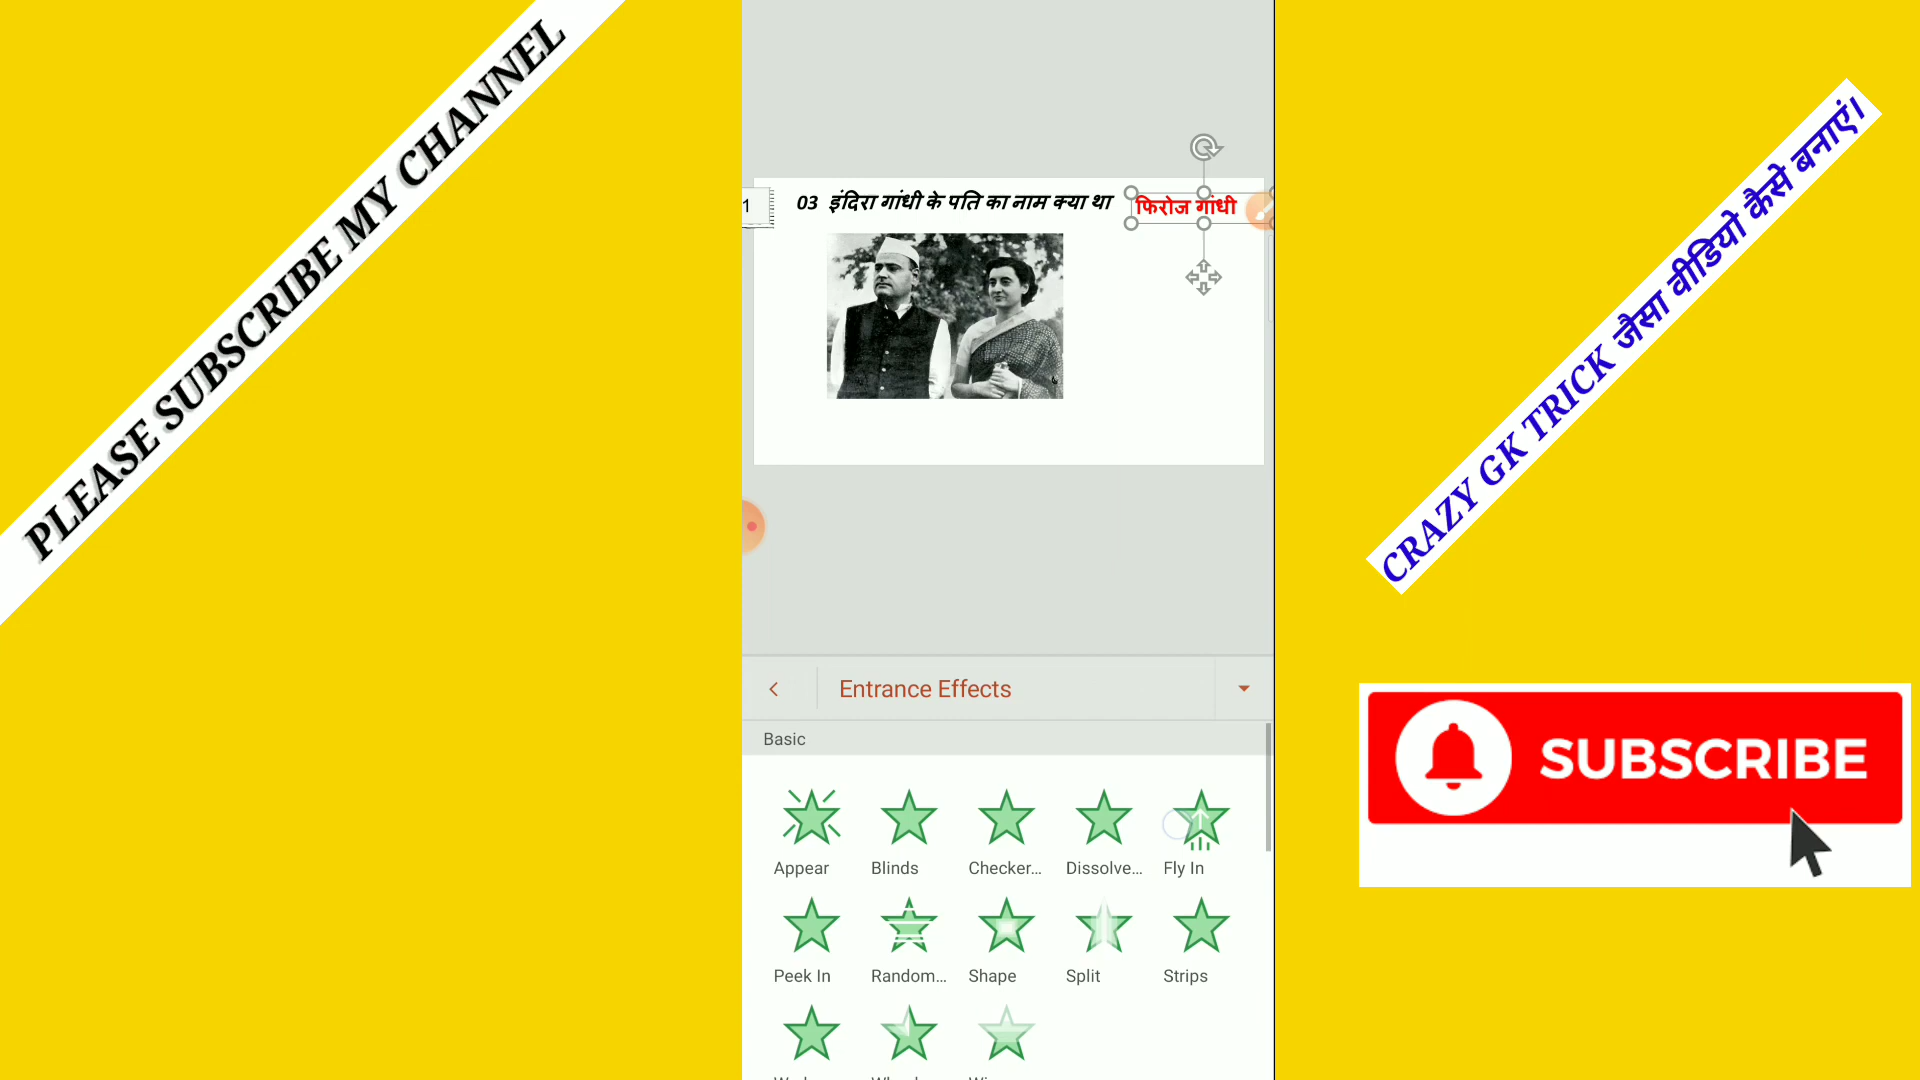 PLEASE SUBSCRIBE MY CHANNEL
1
03 इंदिरा गांधी के पति का नाम क्या था
फिरोज गांधी
CRAZY GK TRICK जैसा वीडियो कैसे बनाएं।
Entrance Effects
Basic
Appear Blinds Checker... Dissolve... Fly In
Peek In Random... Shape Split Strips
SUBSCRIBE